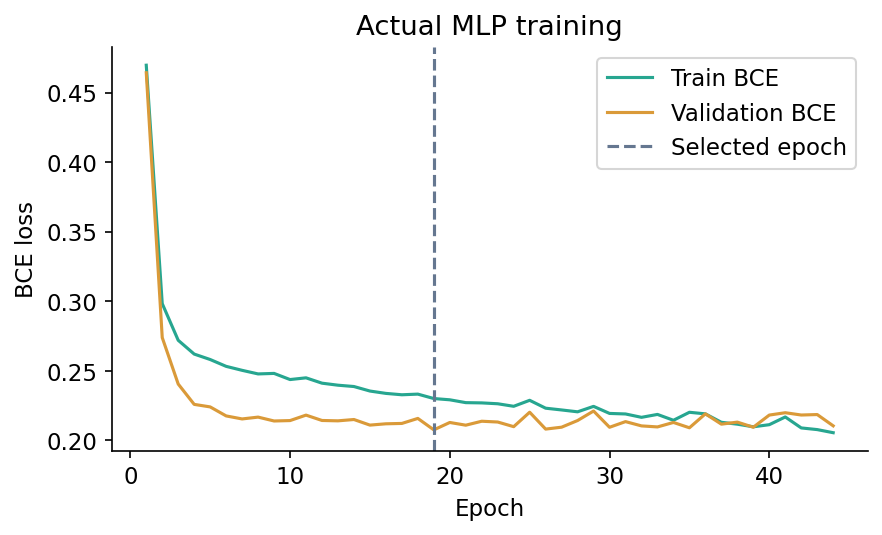 Actual MLP training
Train BCE
Validation BCE
Selected epoch
BCE loss
0.45
0.40
0.35
0.30
0.25
0.20
0
10
20
30
40
Epoch